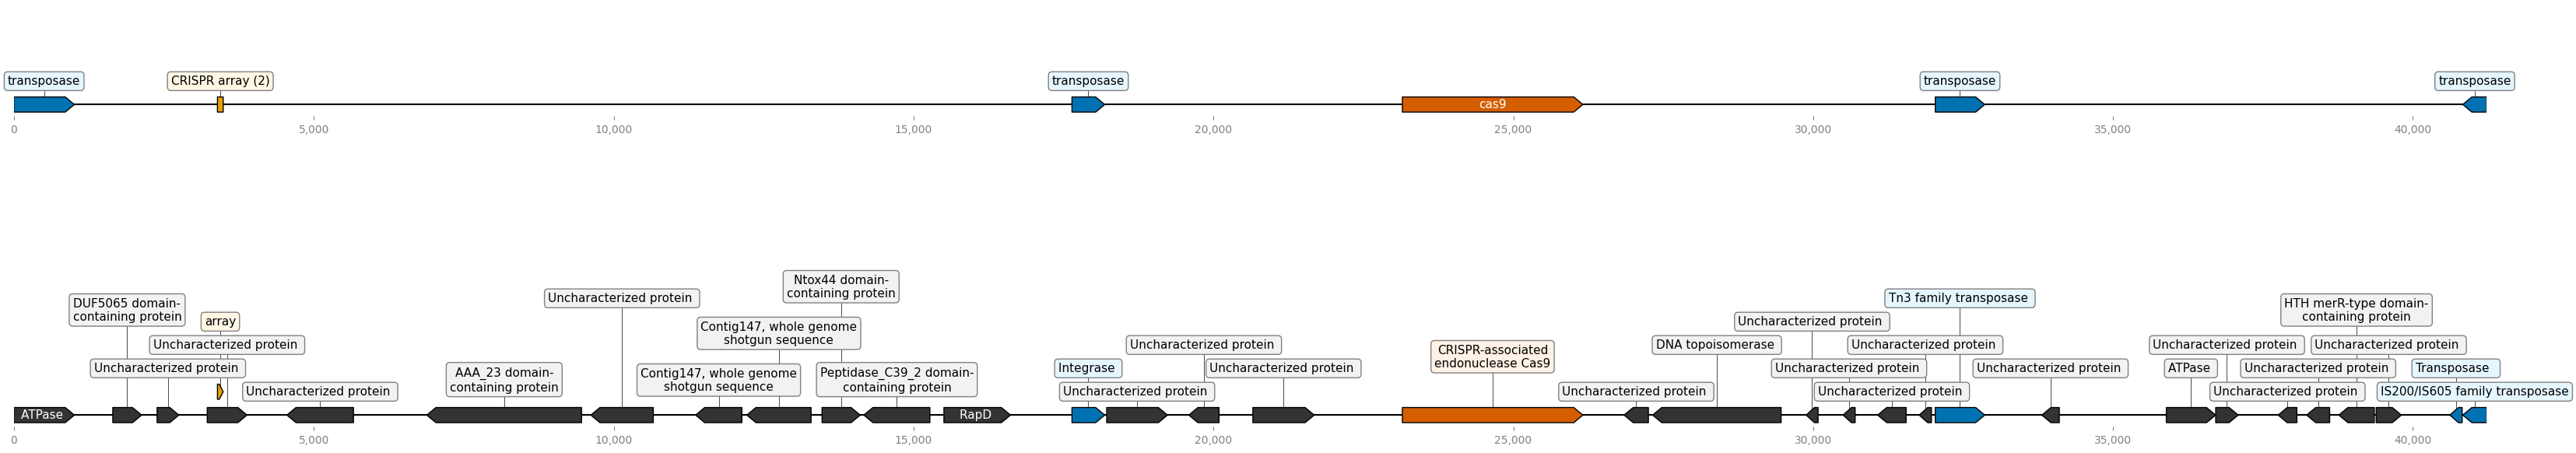 transposase
CRISPR array (2)
transposase
transposase
transposase
cas9
0
5,000
10,000
15,000
20,000
25,000
30,000
35,000
40,000
Ntox44 domain-
containing protein
Uncharacterized protein
Tn3 family transposase
DUF5065 domain-
containing protein
HTH merR-type domain-
containing protein
array
Contig147, whole genome
shotgun sequence
Uncharacterized protein
Uncharacterized protein
Uncharacterized protein
DNA topoisomerase
Uncharacterized protein
Uncharacterized protein
Uncharacterized protein
CRISPR-associated
endonuclease Cas9
Uncharacterized protein
AAA_23 domain-
containing protein
Contig147, whole genome
shotgun sequence
Peptidase_C39_2 domain-
containing protein
Integrase
Uncharacterized protein
Uncharacterized protein
Uncharacterized protein
ATPase
Uncharacterized protein
Transposase
Uncharacterized protein
Uncharacterized protein
Uncharacterized protein
Uncharacterized protein
Uncharacterized protein
IS200/IS605 family transposase
ATPase
RapD
0
5,000
10,000
15,000
20,000
25,000
30,000
35,000
40,000